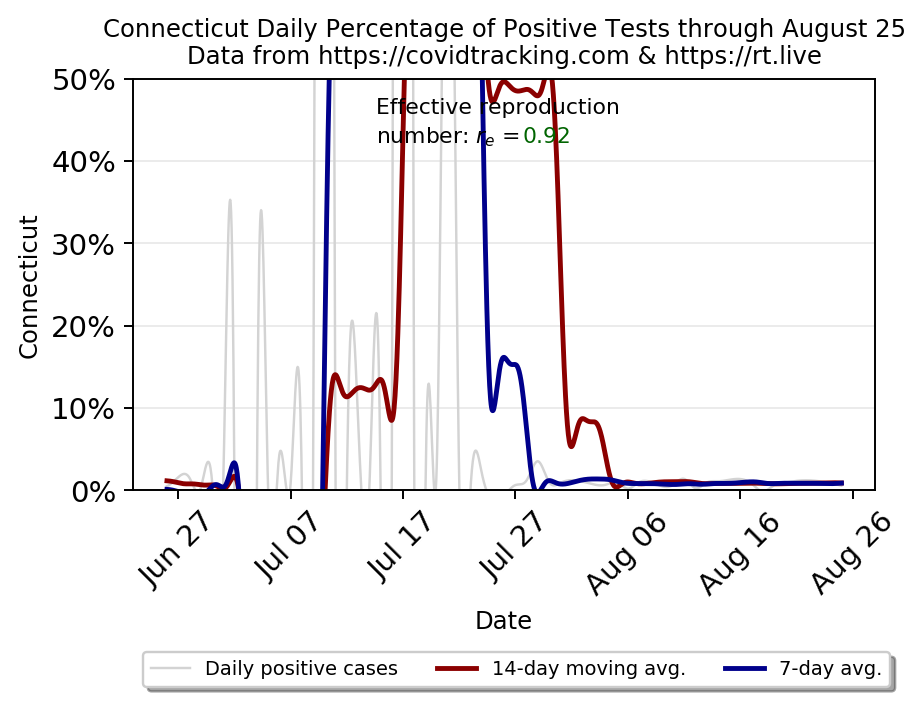 Connecticut Daily Percentage of Positive Tests through August 25
Data from https://covidtracking.com & https://rt.live
50%
Effective reproduction
number: rₑ = 0.92
40%
30%
20%
10%
0%
Connecticut
Jun 27
Jul 07
Jul 17
Jul 27
Aug 06
Aug 16
Aug 26
Date
Daily positive cases
14-day moving avg.
7-day avg.